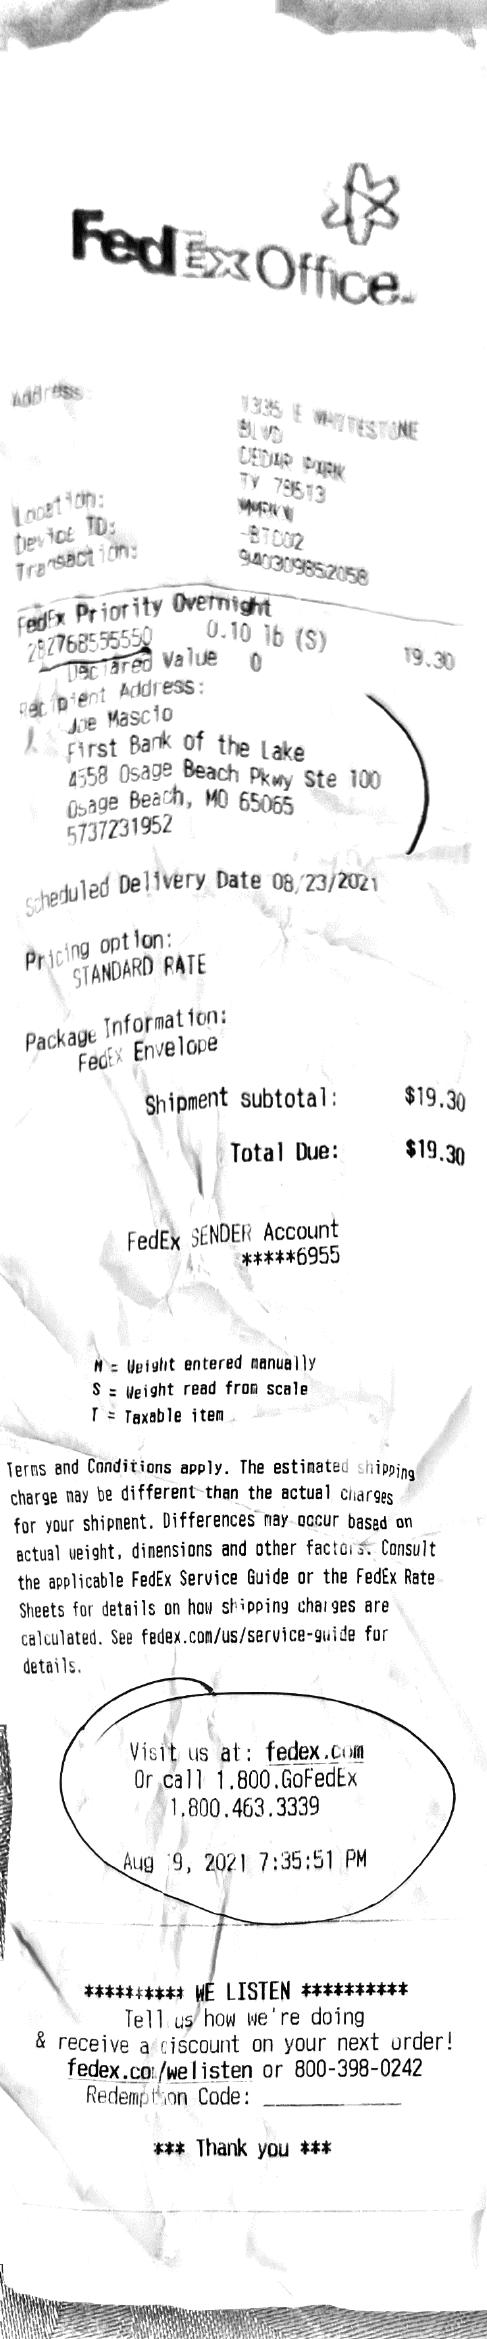 FedEx Office
Address:
1335 E WHITESTONE
BLVD
CEDAR PARK
TX 78613
Location:
Device ID:
-BTC02
Transaction:
940309852058
FedEx Priority Overnight
282768555550 0.10 lb (S) 19.30
Declared Value 0
Recipient Address:
Joe Mascio
First Bank of the Lake
4558 Osage Beach Pkwy Ste 100
Osage Beach, MO 65065
5737231952
Scheduled Delivery Date 08/23/2021
Pricing option:
STANDARD RATE
Package Information:
FedEx Envelope
Shipment subtotal: $19.30
Total Due: $19.30
FedEx SENDER Account
*****6955
M = Weight entered manually
S = Weight read from scale
T = Taxable item
Terms and Conditions apply. The estimated shipping
charge may be different than the actual charges
for your shipment. Differences may occur based on
actual weight, dimensions and other factors. Consult
the applicable FedEx Service Guide or the FedEx Rate
Sheets for details on how shipping charges are
calculated. See fedex.com/us/service-guide for
details.
Visit us at: fedex.com
Or call 1.800.GoFedEx
1.800.463.3339
Aug 9, 2021 7:35:51 PM
********** WE LISTEN **********
Tell us how we're doing
& receive a discount on your next order!
fedex.com/welisten or 800-398-0242
Redemption Code: ____________
*** Thank you ***